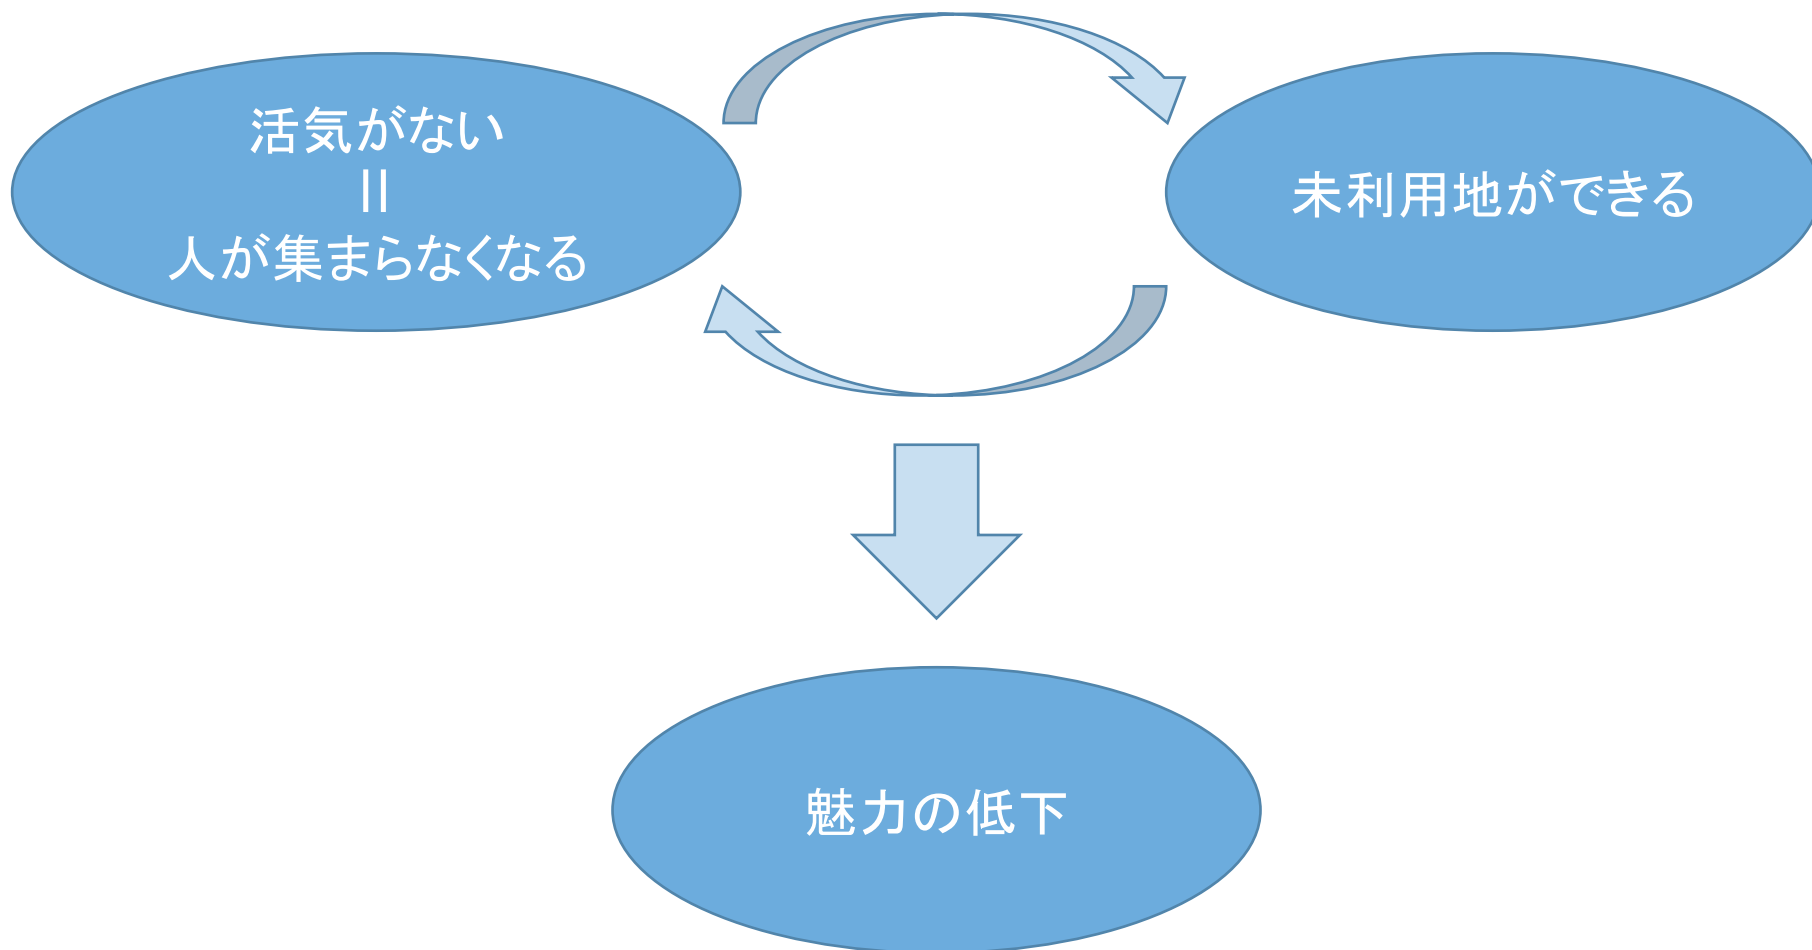 活気がない
||
人が集まらなくなる
未利用地ができる
魅力の低下